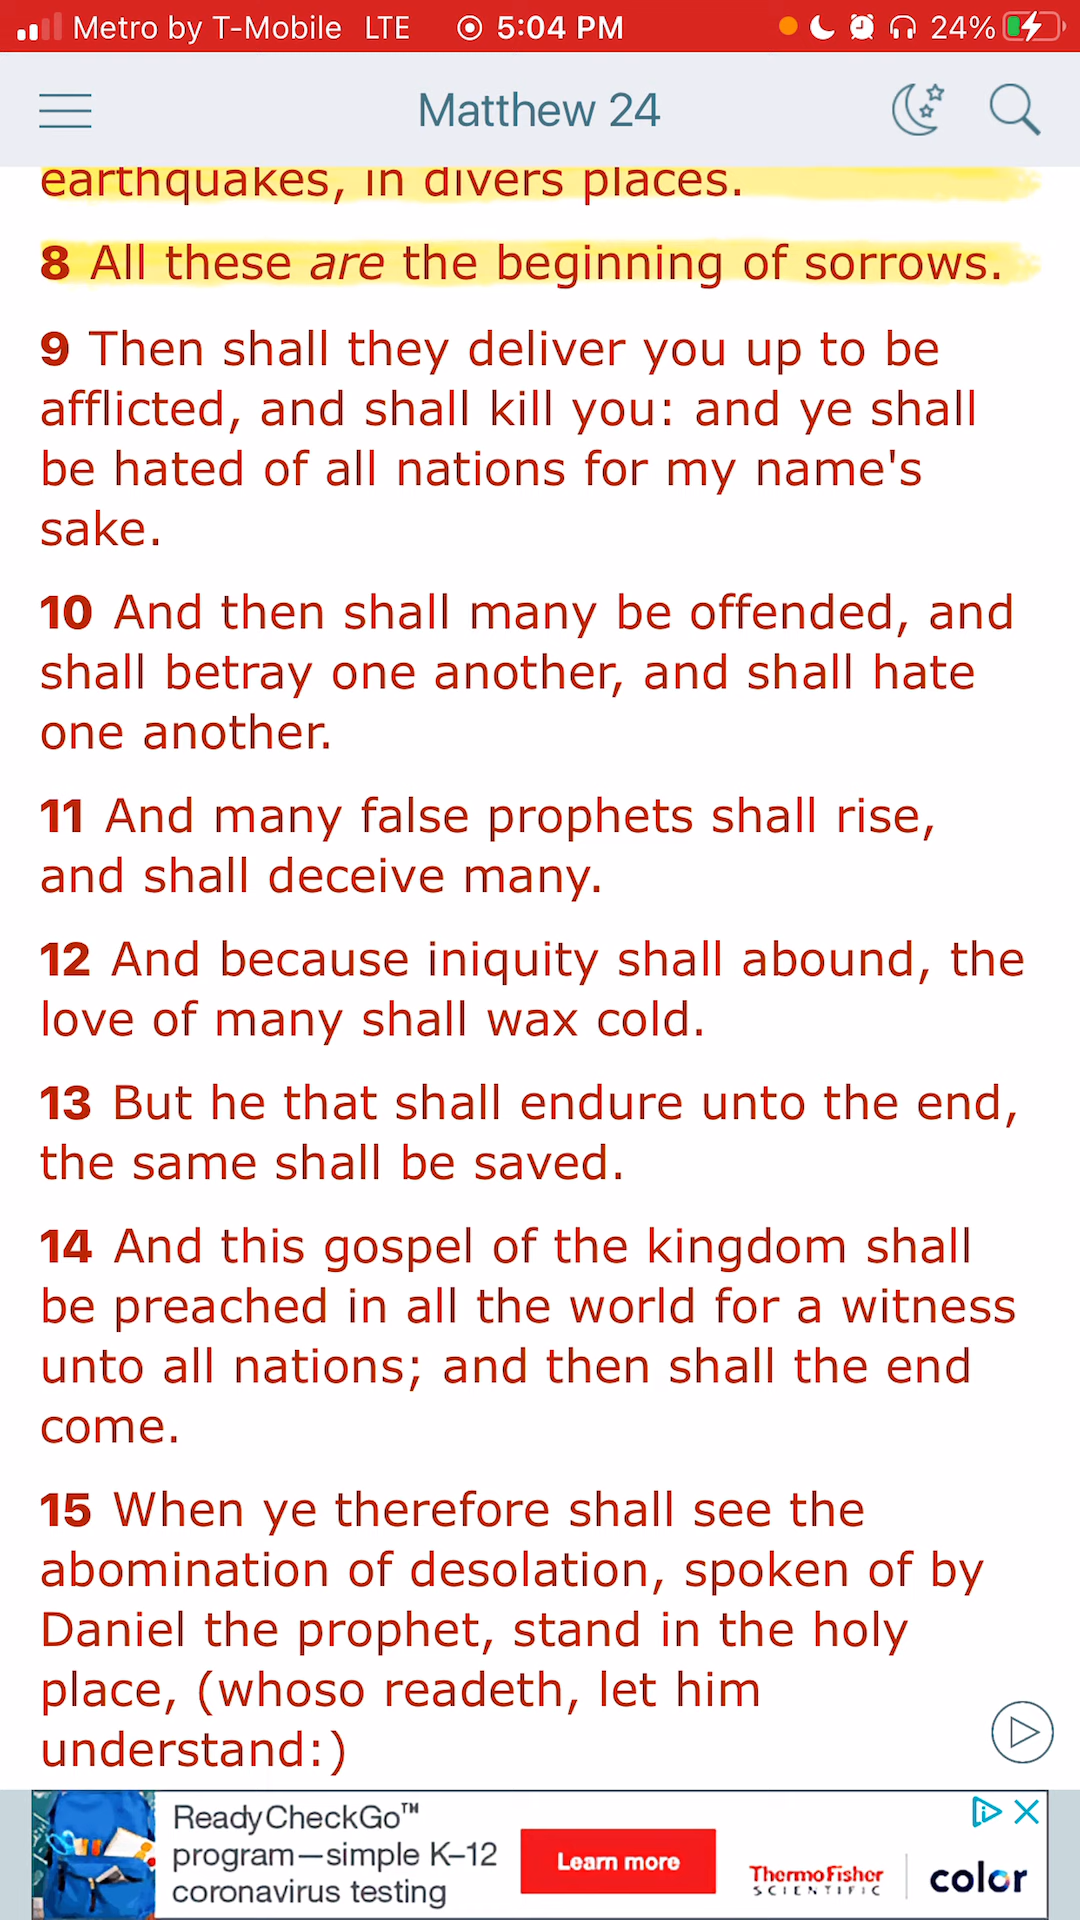 Metro by T-Mobile LTE 5:04 PM 24%
Matthew 24
earthquakes, in divers places.
8 All these are the beginning of sorrows.
9 Then shall they deliver you up to be
afflicted, and shall kill you: and ye shall
be hated of all nations for my name's
sake.
10 And then shall many be offended, and
shall betray one another, and shall hate
one another.
11 And many false prophets shall rise,
and shall deceive many.
12 And because iniquity shall abound, the
love of many shall wax cold.
13 But he that shall endure unto the end,
the same shall be saved.
14 And this gospel of the kingdom shall
be preached in all the world for a witness
unto all nations; and then shall the end
come.
15 When ye therefore shall see the
abomination of desolation, spoken of by
Daniel the prophet, stand in the holy
place, (whoso readeth, let him
understand:)
ReadyCheckGo™
program—simple K–12
coronavirus testing
Learn more
ThermoFisher
SCIENTIFIC
color